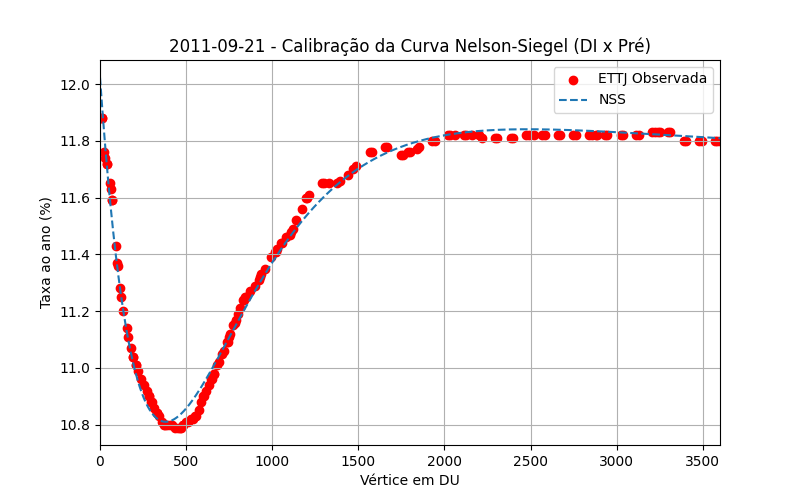 2011-09-21 - Calibração da Curva Nelson-Siegel (DI x Pré)
ETTJ Observada
NSS
Taxa ao ano (%)
12.0
11.8
11.6
11.4
11.2
11.0
10.8
0 500 1000 1500 2000 2500 3000 3500
Vértice em DU